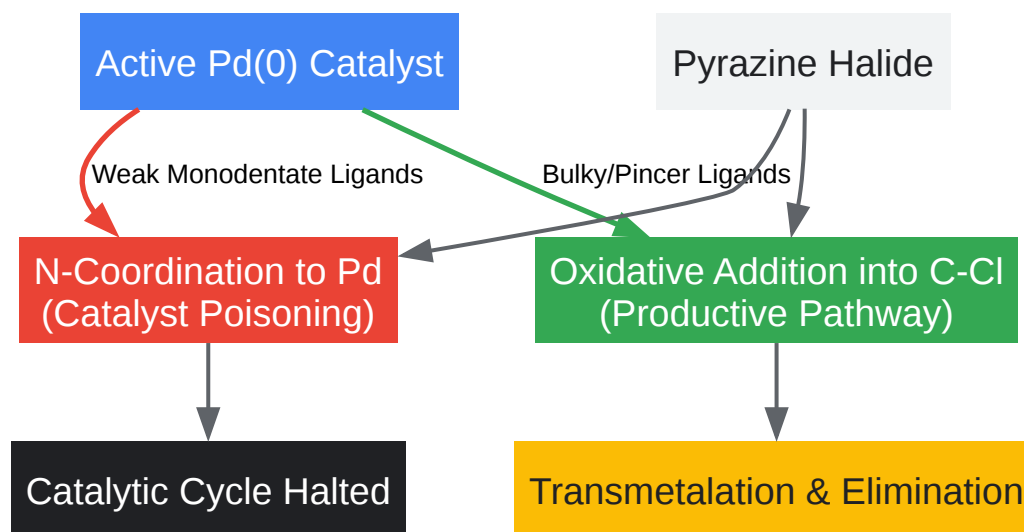 Active Pd(0) Catalyst
Pyrazine Halide
Weak Monodentate Ligands
Bulky/Pincer Ligands
N-Coordination to Pd
(Catalyst Poisoning)
Oxidative Addition into C-Cl
(Productive Pathway)
Catalytic Cycle Halted
Transmetalation & Elimination